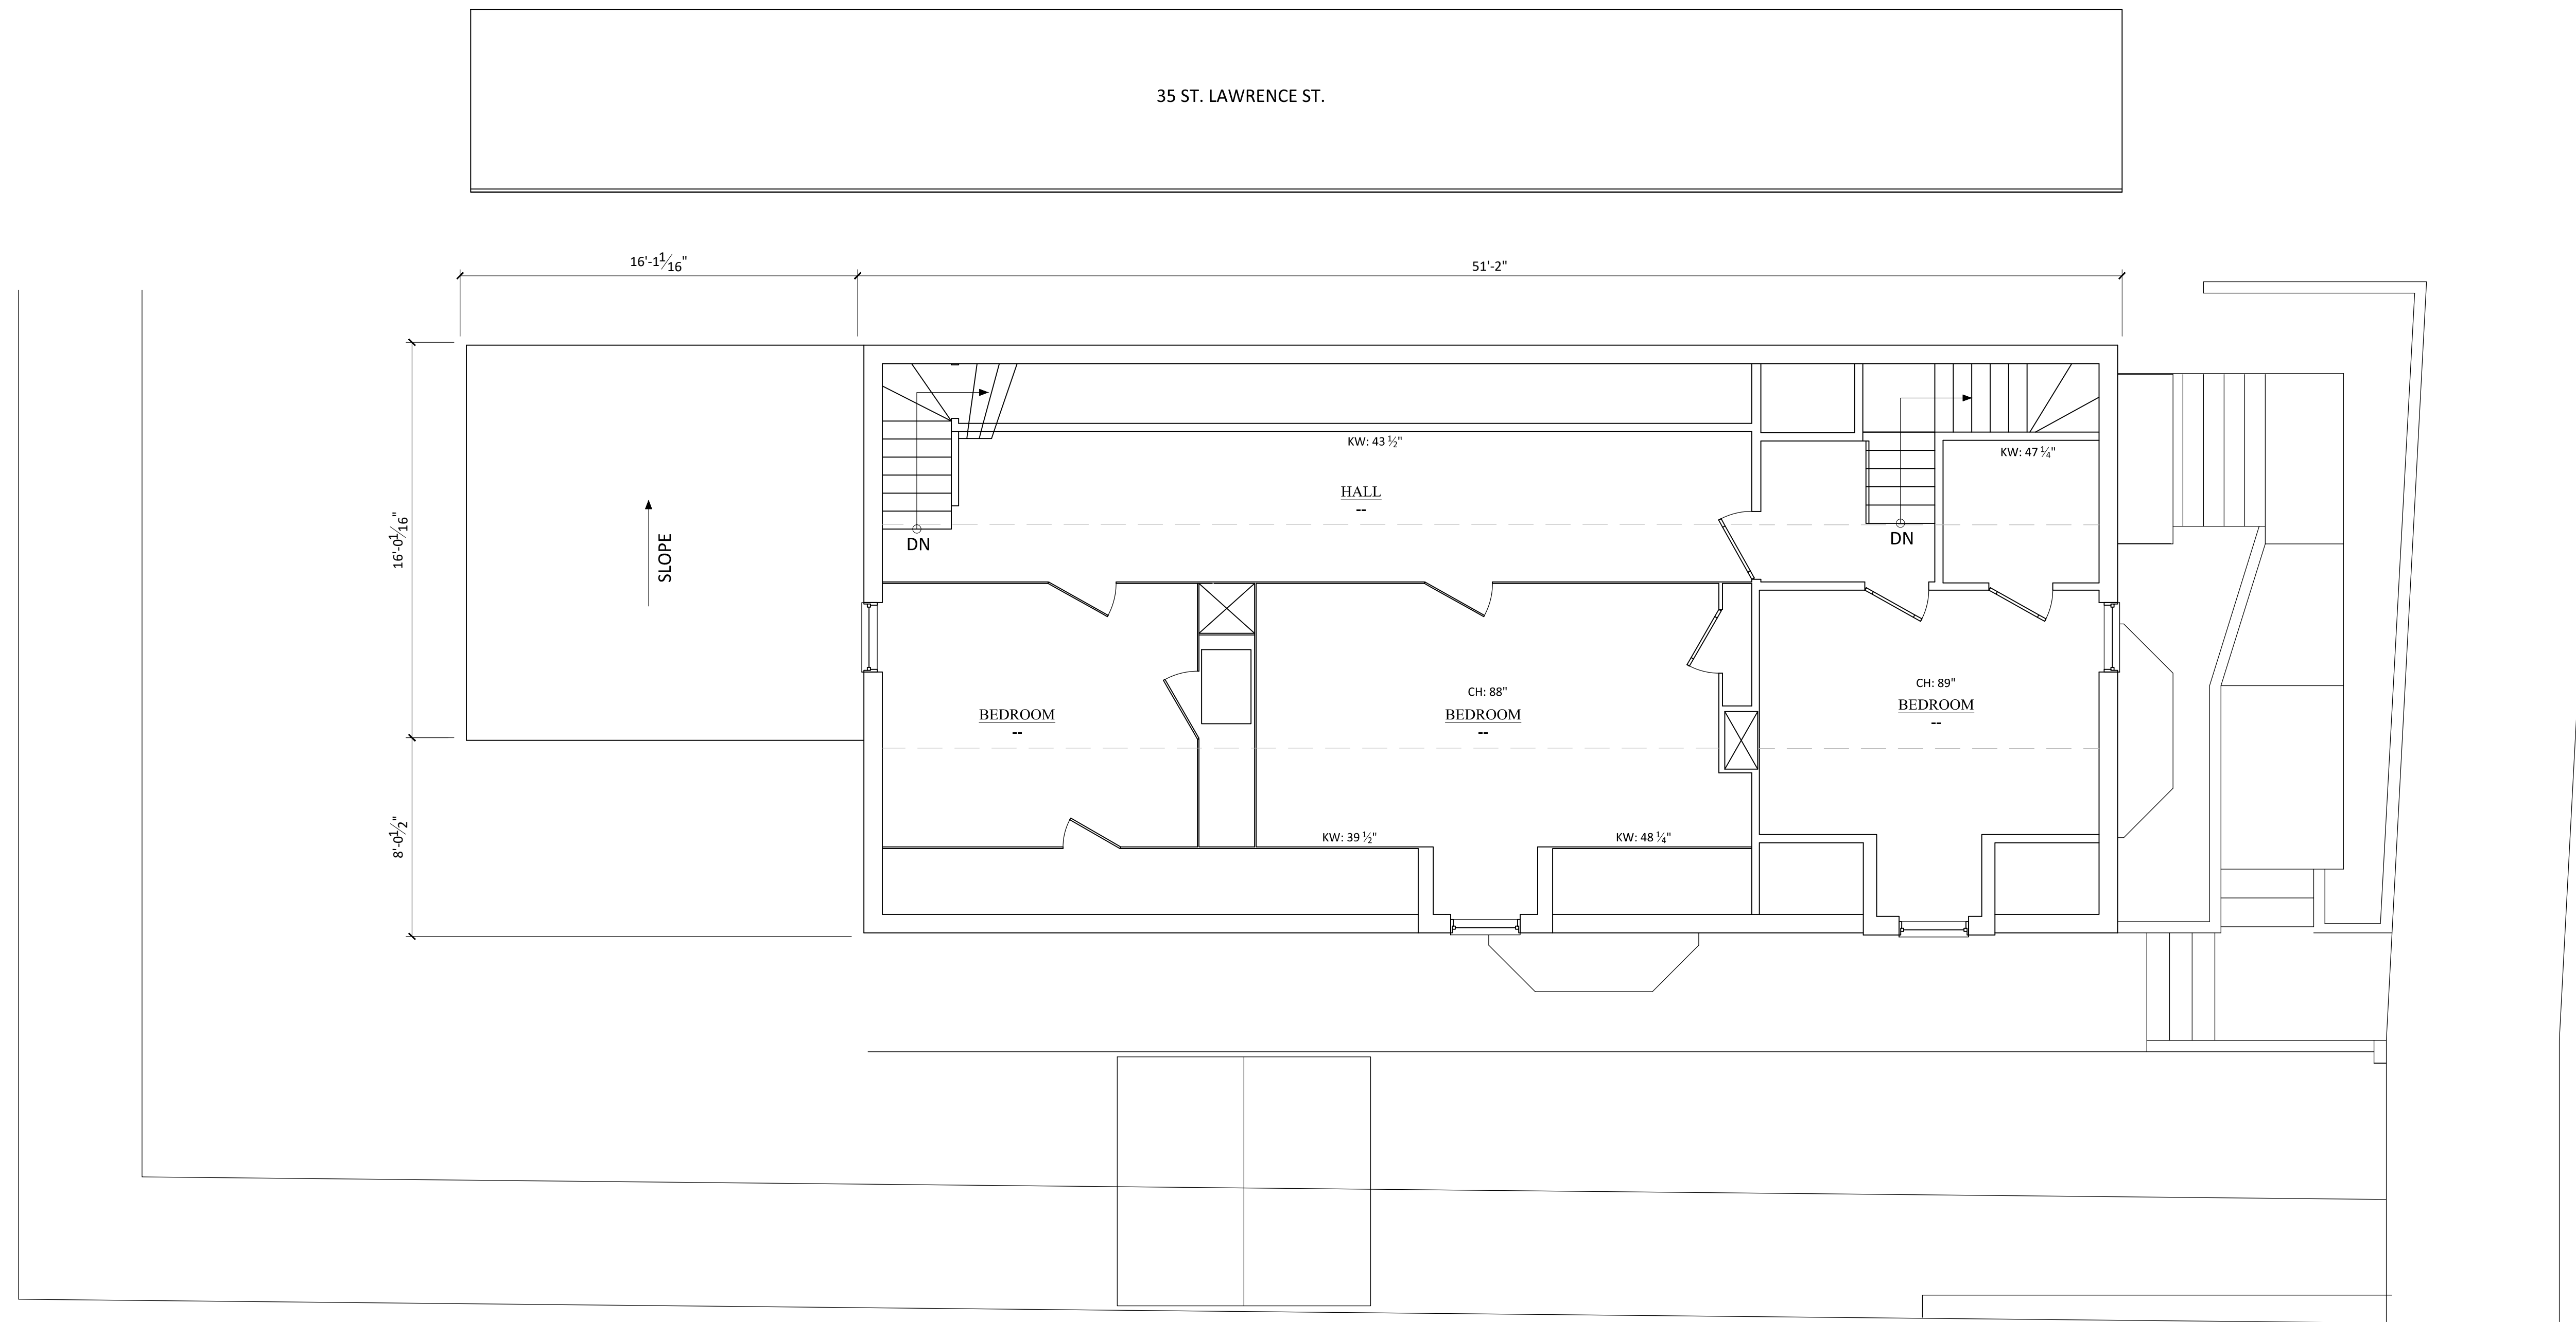 35 ST. LAWRENCE ST.
16'-1 1/16"
51'-2"
KW: 43 1/2"
KW: 47 1/4"
HALL
--
16'-0 1/16"
SLOPE
DN
DN
CH: 88"
CH: 89"
BEDROOM
--
BEDROOM
--
BEDROOM
--
8'-0 1/2"
KW: 39 1/2"
KW: 48 1/4"